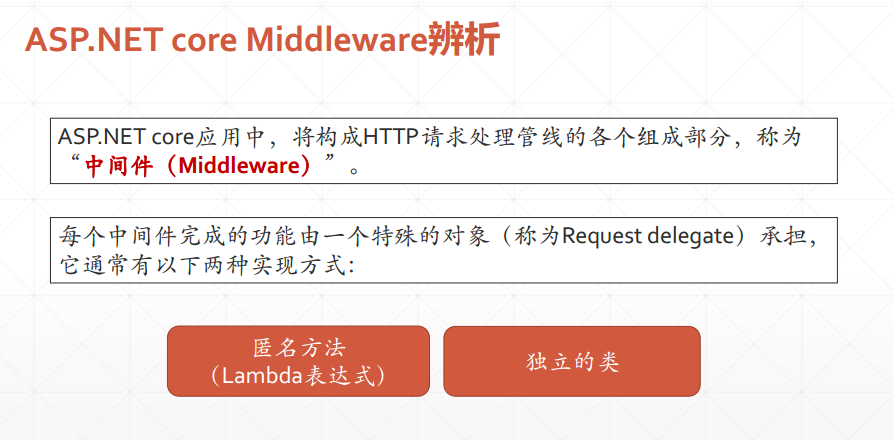 ASP.NET core Middleware辨析
ASP.NET core应用中，将构成HTTP请求处理管线的各个组成部分，称为
“中间件（Middleware）”。
每个中间件完成的功能由一个特殊的对象（称为Request delegate）承担，
它通常有以下两种实现方式：
匿名方法
（Lambda表达式）
独立的类